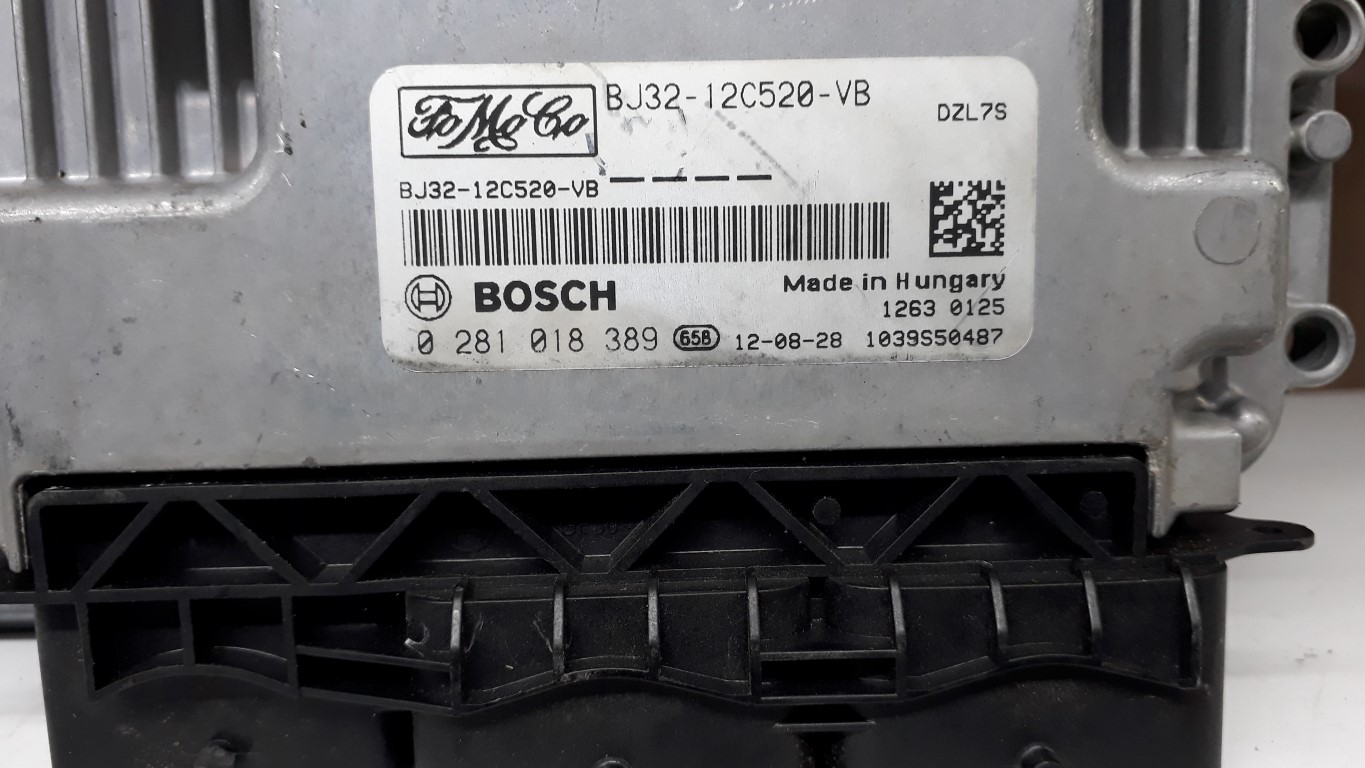 FoMoCo BJ32-12C520-VB DZL7S
BJ32-12C520-VB
BOSCH Made in Hungary
1263 0125
0 281 018 389 65B 12-08-28 1039S50487